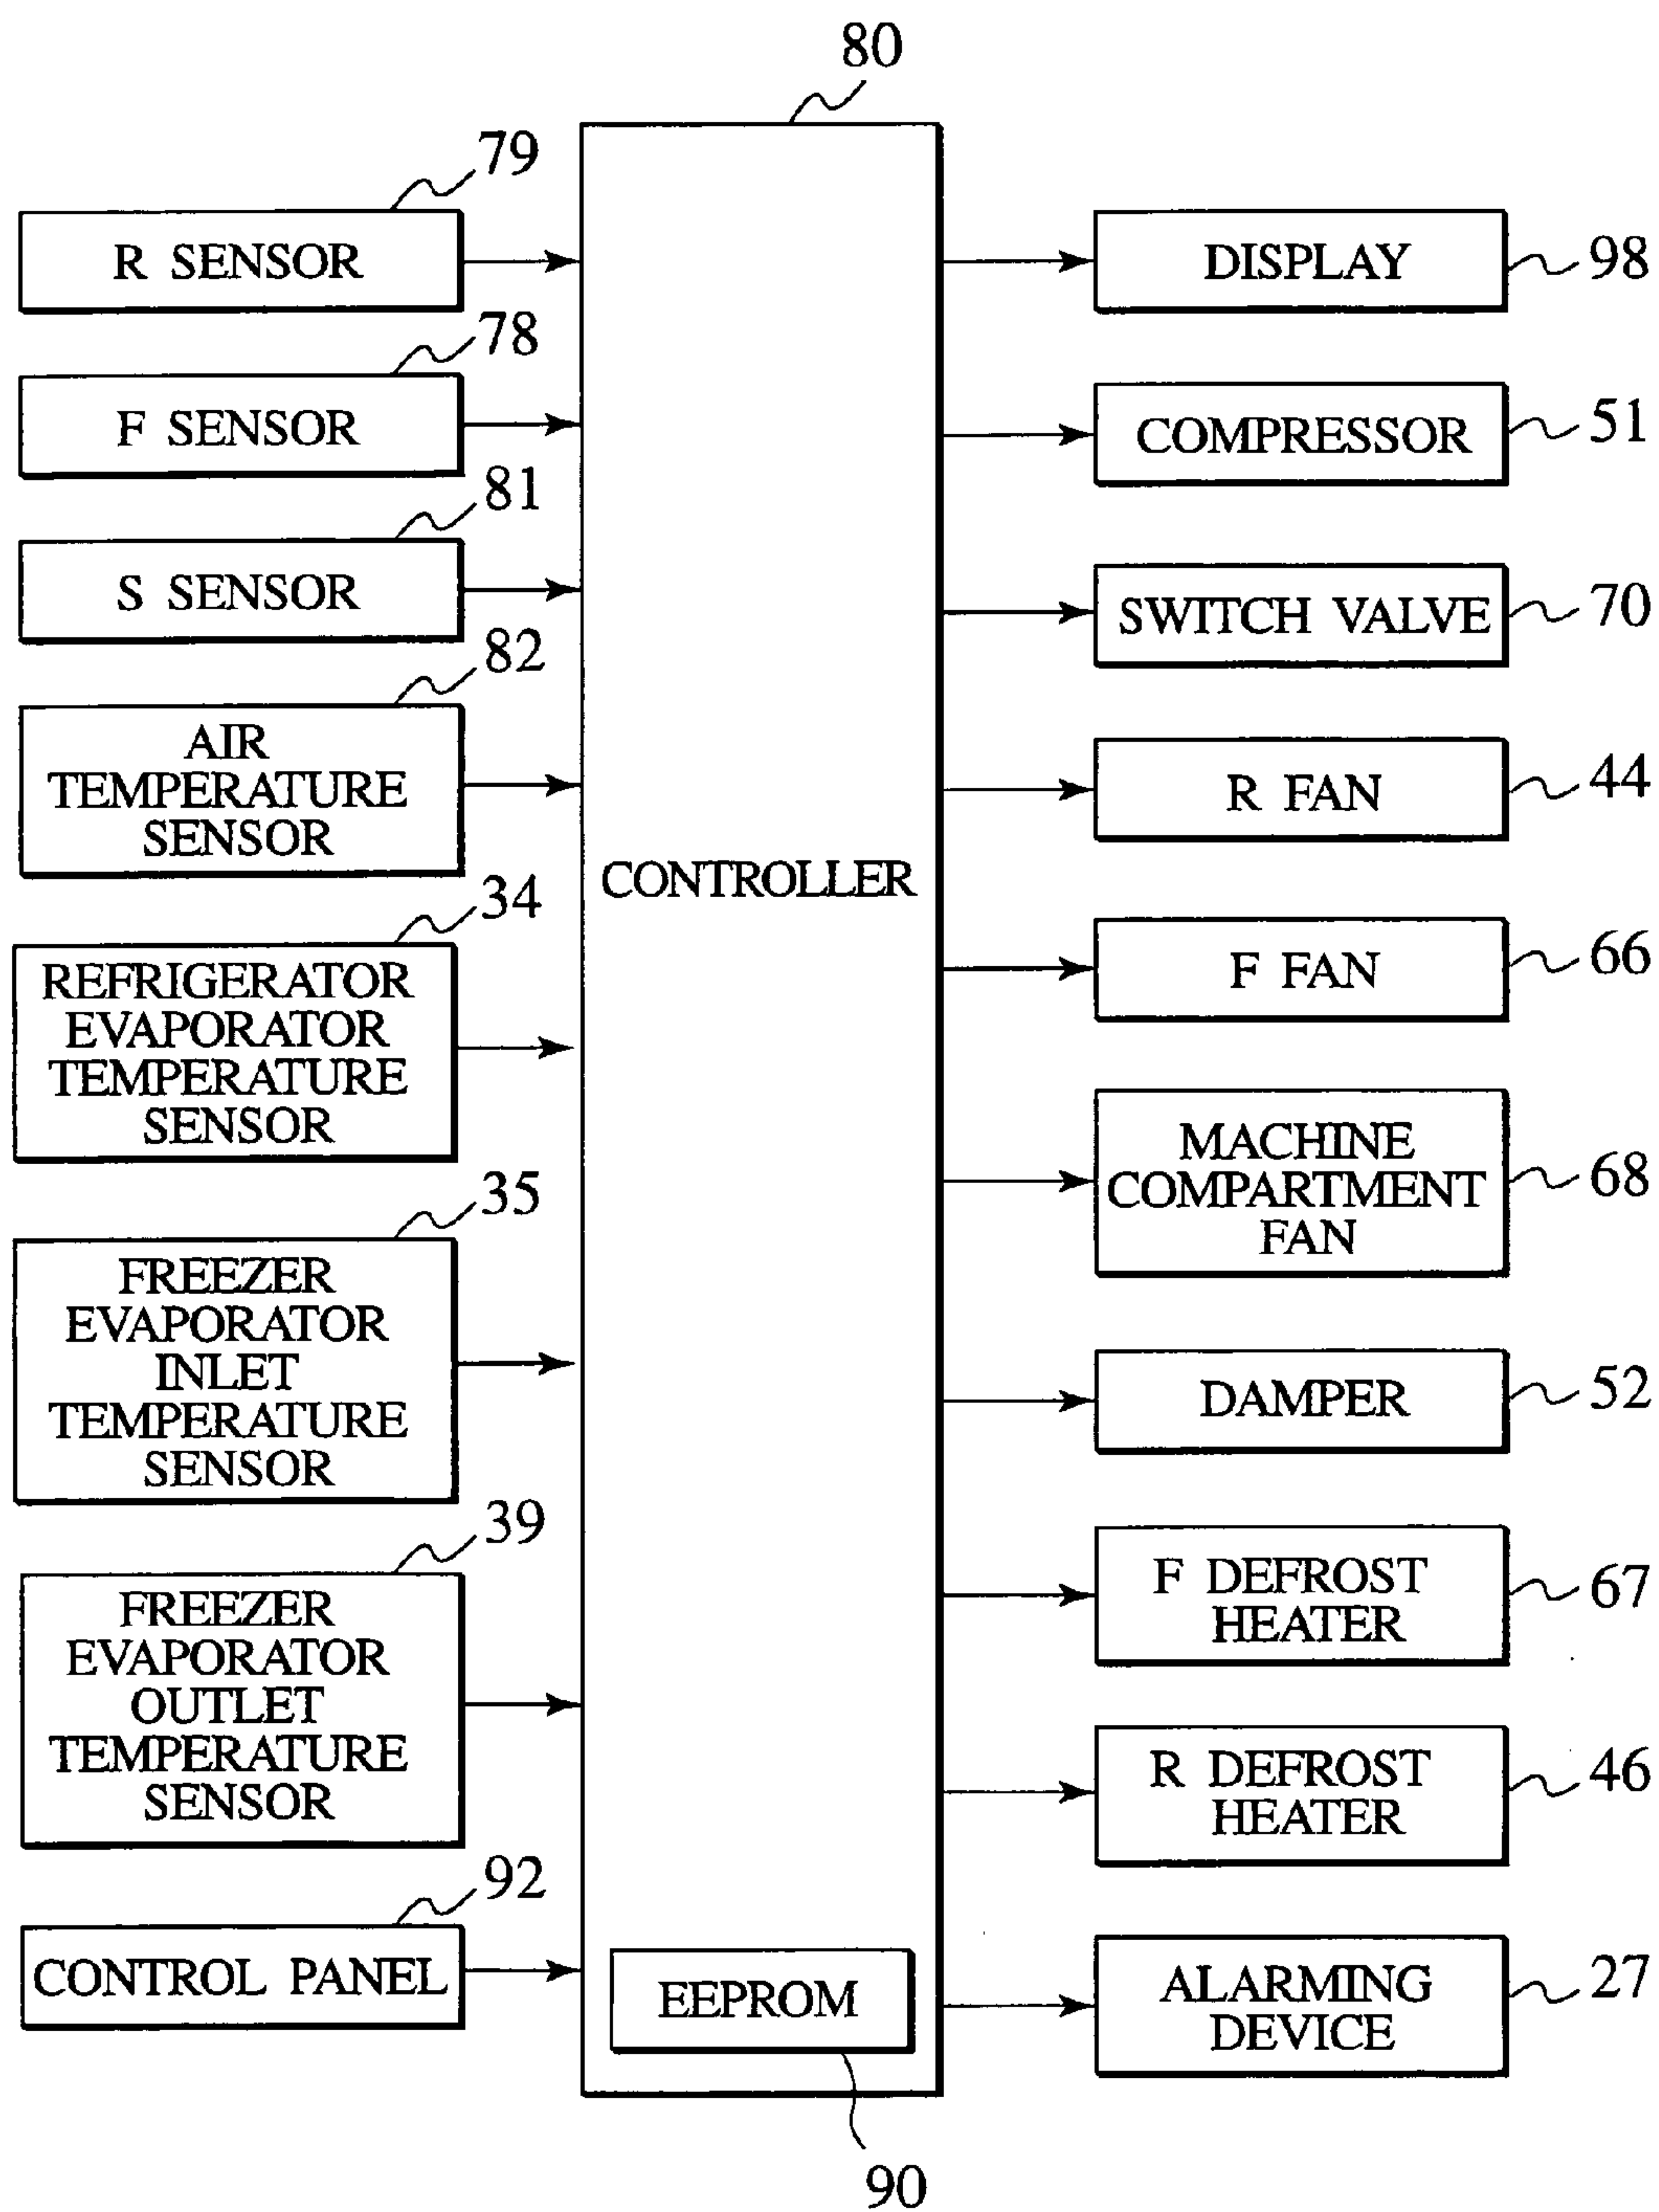 80
79
R SENSOR
78
F SENSOR
81
S SENSOR
82
AIR
TEMPERATURE
SENSOR
34
REFRIGERATOR
EVAPORATOR
TEMPERATURE
SENSOR
35
FREEZER
EVAPORATOR
INLET
TEMPERATURE
SENSOR
39
FREEZER
EVAPORATOR
OUTLET
TEMPERATURE
SENSOR
92
CONTROL PANEL
CONTROLLER
EEPROM
90
DISPLAY 98
COMPRESSOR 51
SWITCH VALVE 70
R FAN 44
F FAN 66
MACHINE
COMPARTMENT 68
FAN
DAMPER 52
F DEFROST
HEATER
67
R DEFROST
HEATER
46
ALARMING
DEVICE
27